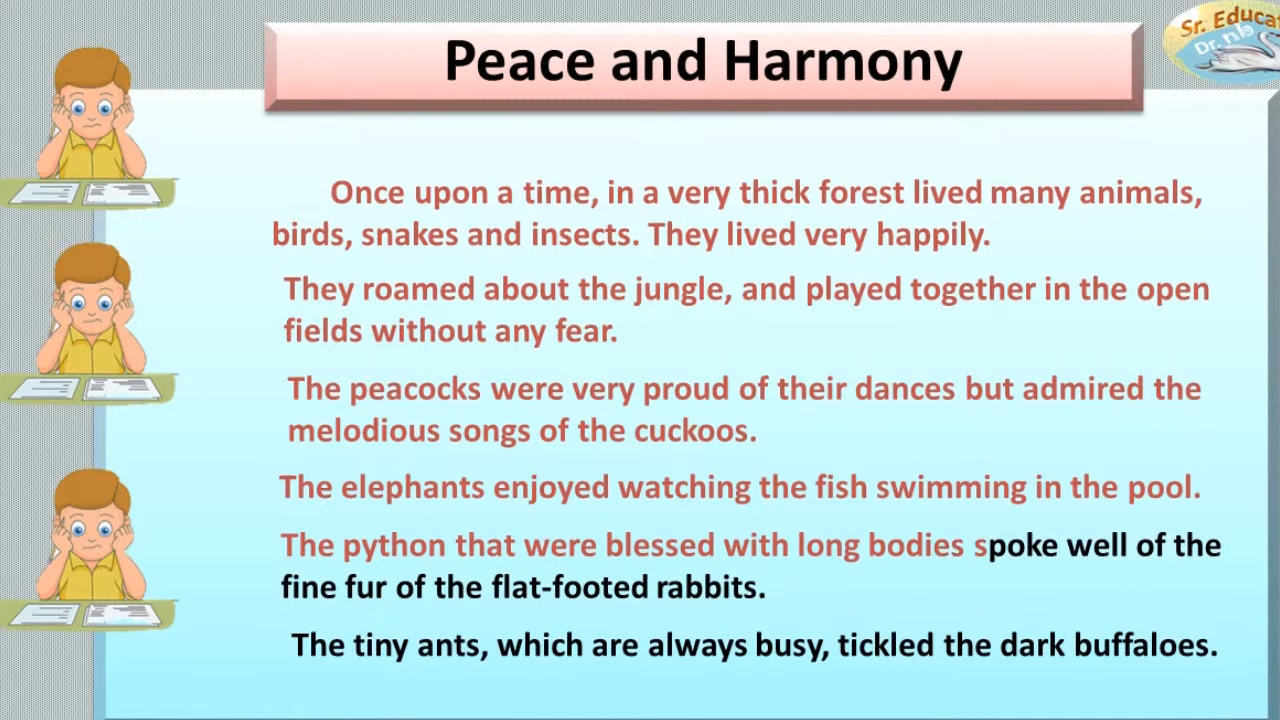 Sr. Educat
Dr. nb
Peace and Harmony
Once upon a time, in a very thick forest lived many animals,
birds, snakes and insects. They lived very happily.
They roamed about the jungle, and played together in the open
fields without any fear.
The peacocks were very proud of their dances but admired the
melodious songs of the cuckoos.
The elephants enjoyed watching the fish swimming in the pool.
The python that were blessed with long bodies spoke well of the
fine fur of the flat-footed rabbits.
The tiny ants, which are always busy, tickled the dark buffaloes.